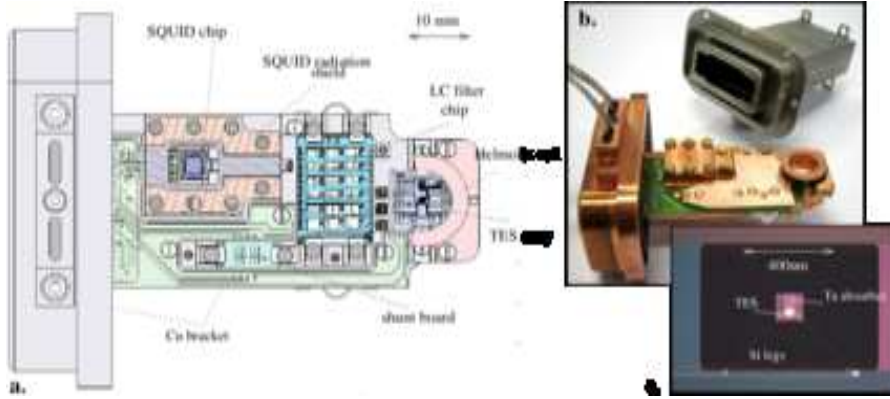 10 mm
SQUID chip
SQUID radiation
shield
LC filter
chip
TES
shunt board
Cu bracket
a.
b.
TES
Ta absorber
Si legs